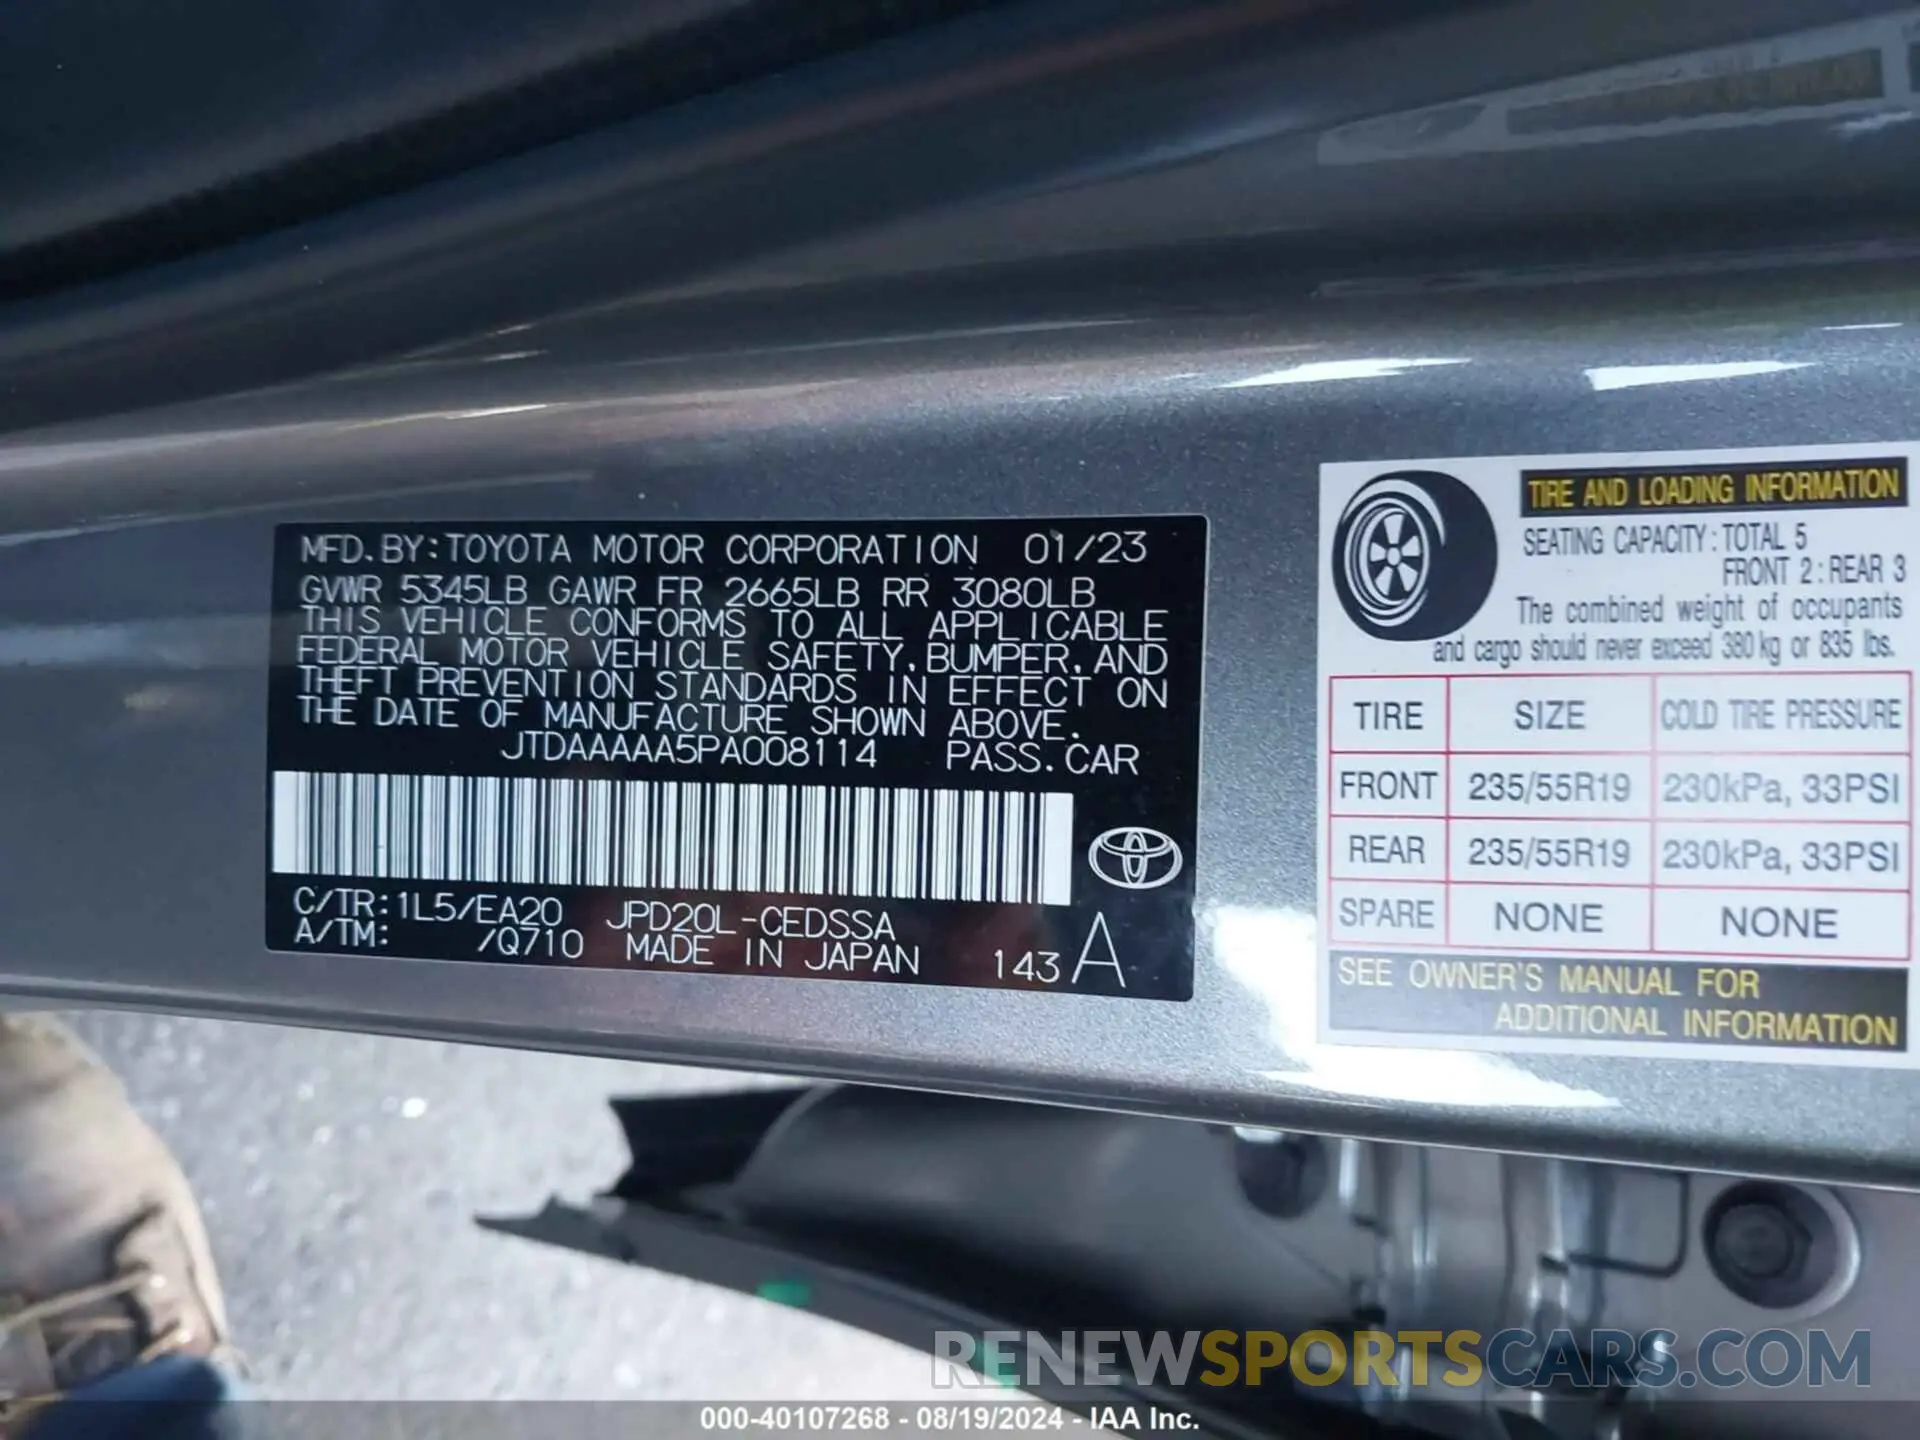 MFD. BY: TOYOTA MOTOR CORPORATION 01/23
GVWR 5345LB GAWR FR 2665LB RR 3080LB
THIS VEHICLE CONFORMS TO ALL APPLICABLE
FEDERAL MOTOR VEHICLE SAFETY, BUMPER, AND
THEFT PREVENTION STANDARDS IN EFFECT ON
THE DATE OF MANUFACTURE SHOWN ABOVE.
JTDAAAAA5PA008114 PASS. CAR
C/TR: 1L5/EA20 JPD20L-CEDSSA
A/TM: /Q710 MADE IN JAPAN 143 A
TIRE AND LOADING INFORMATION
SEATING CAPACITY: TOTAL 5
FRONT 2: REAR 3
The combined weight of occupants
and cargo should never exceed 380 kg or 835 lbs.
TIRE SIZE COLD TIRE PRESSURE
FRONT 235/55R19 230kPa, 33PSI
REAR 235/55R19 230kPa, 33PSI
SPARE NONE NONE
SEE OWNER'S MANUAL FOR
ADDITIONAL INFORMATION
RENEWSPORTSCARS.COM
000-40107268 - 08/19/2024 - IAA Inc.